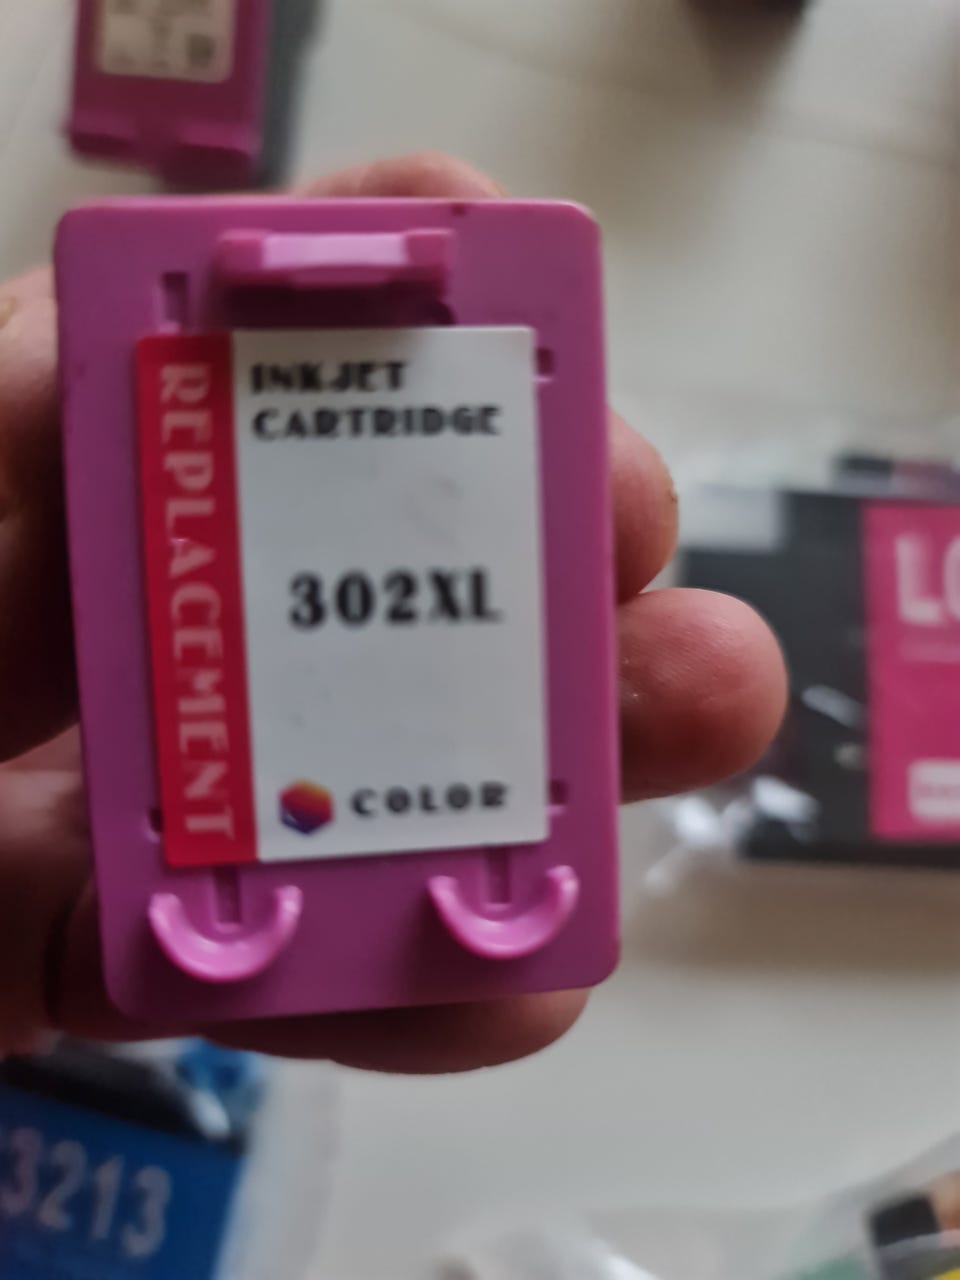 REPLACEMENT
INKJET
CARTRIDGE
302XL
COLOR
3213